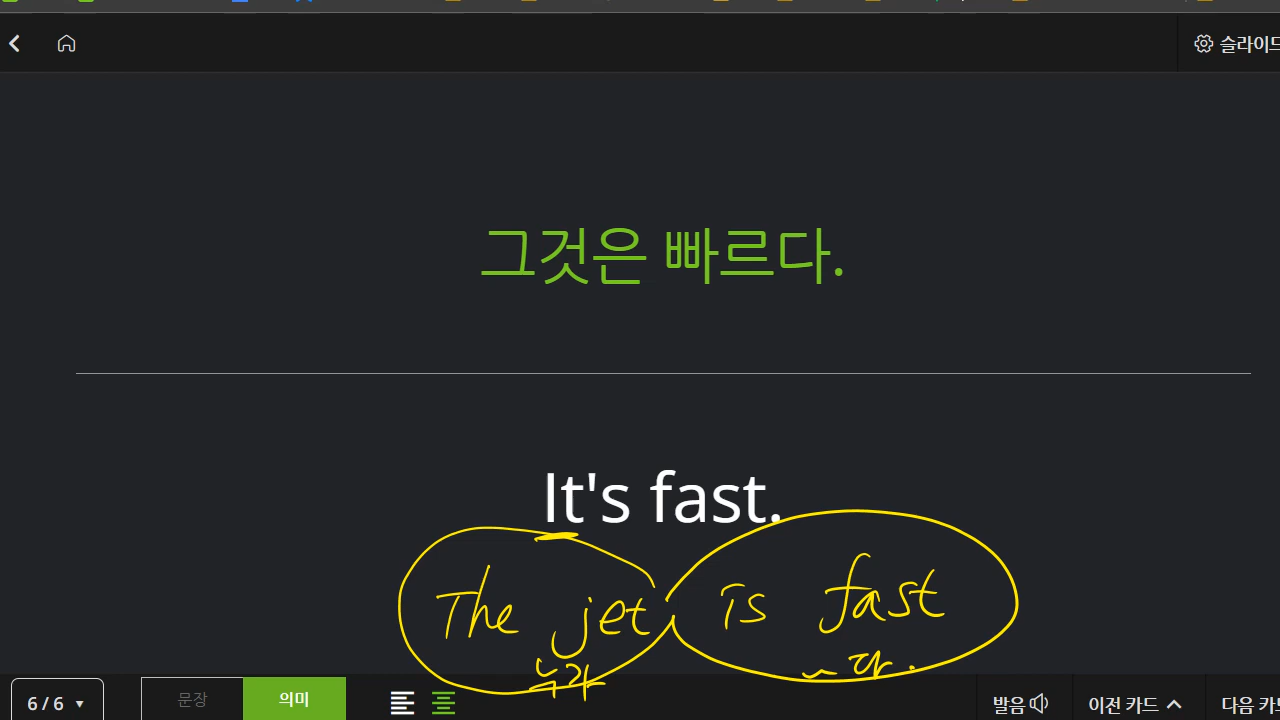 슬라이드
그것은 빠르다.
It's fast.
The jet is fast
누가 ~다.
6 / 6 문장 의미 발음 이전 카드 다음 카드